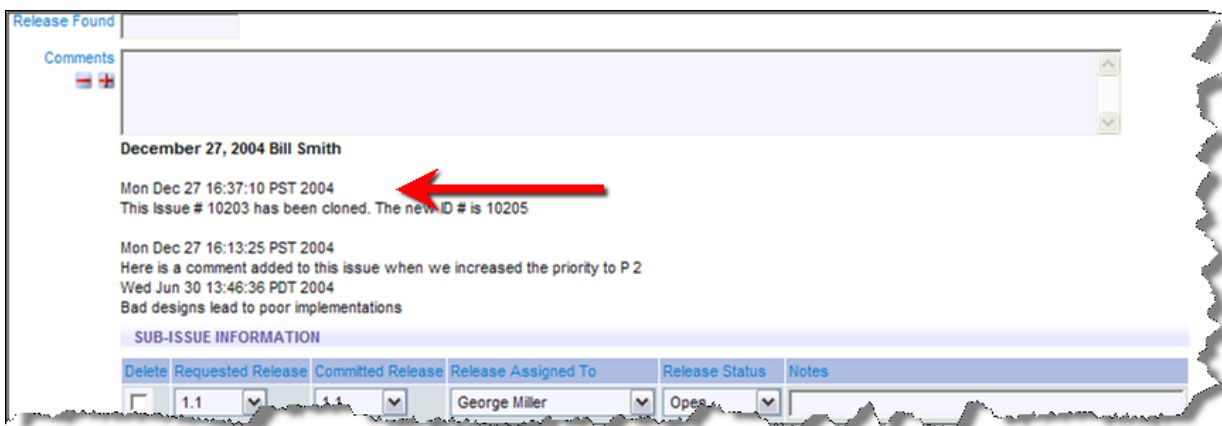 Release Found
Comments
December 27, 2004 Bill Smith
Mon Dec 27 16:37:10 PST 2004
This Issue # 10203 has been cloned. The new ID # is 10205
Mon Dec 27 16:13:25 PST 2004
Here is a comment added to this issue when we increased the priority to P 2
Wed Jun 30 13:46:36 PDT 2004
Bad designs lead to poor implementations
SUB-ISSUE INFORMATION
Delete Requested Release Committed Release Release Assigned To Release Status Notes
1.1 1.1 George Miller Open